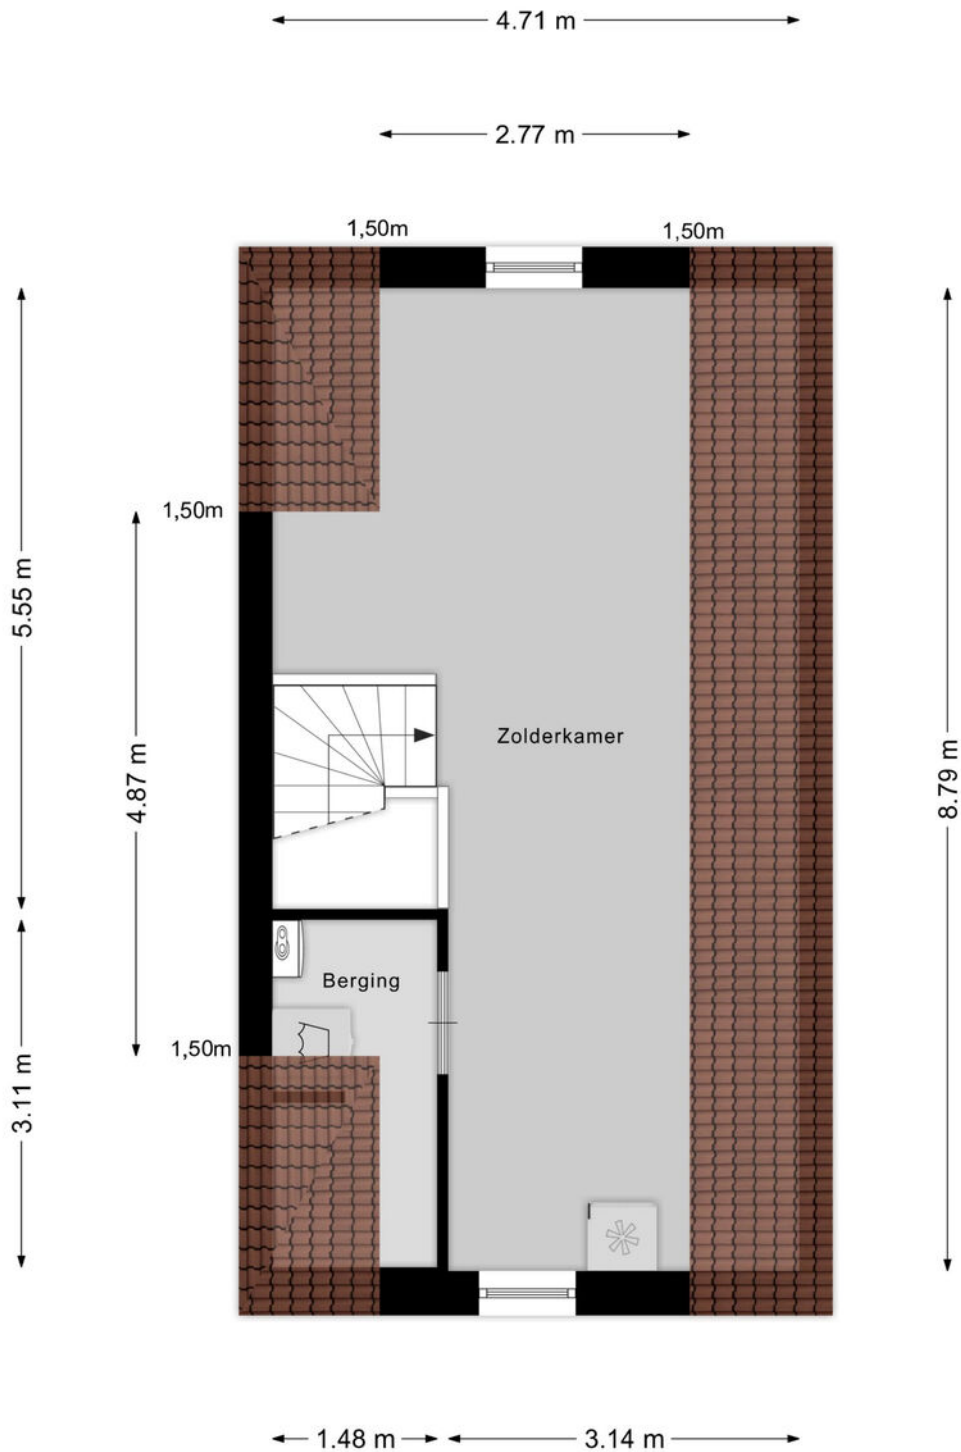 4.71 m
2.77 m
1,50m
1,50m
1,50m
5.55 m
Zolderkamer
4.87 m
8.79 m
Berging
1,50m
3.11 m
1.48 m
3.14 m